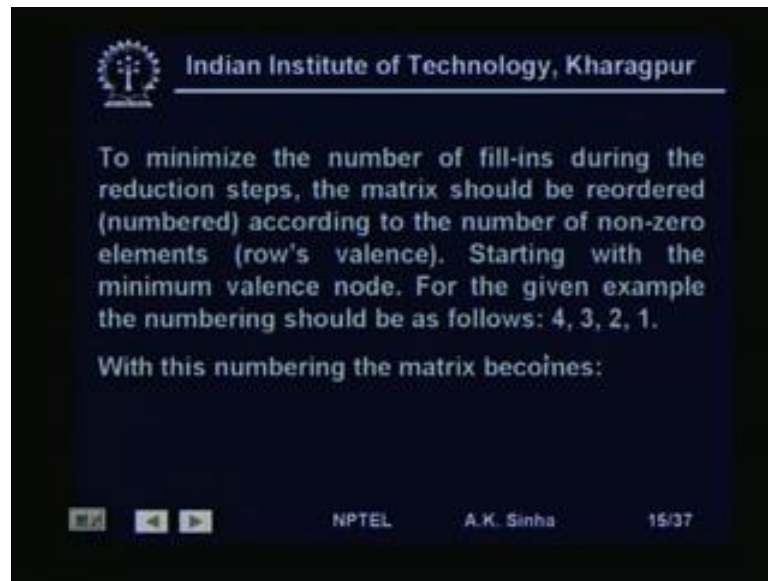 Indian Institute of Technology, Kharagpur
To minimize the number of fill-ins during the
reduction steps, the matrix should be reordered
(numbered) according to the number of non-zero
elements (row's valence). Starting with the
minimum valence node. For the given example
the numbering should be as follows: 4, 3, 2, 1.
With this numbering the matrix becomes:
NPTEL A.K. Sinha 15/37